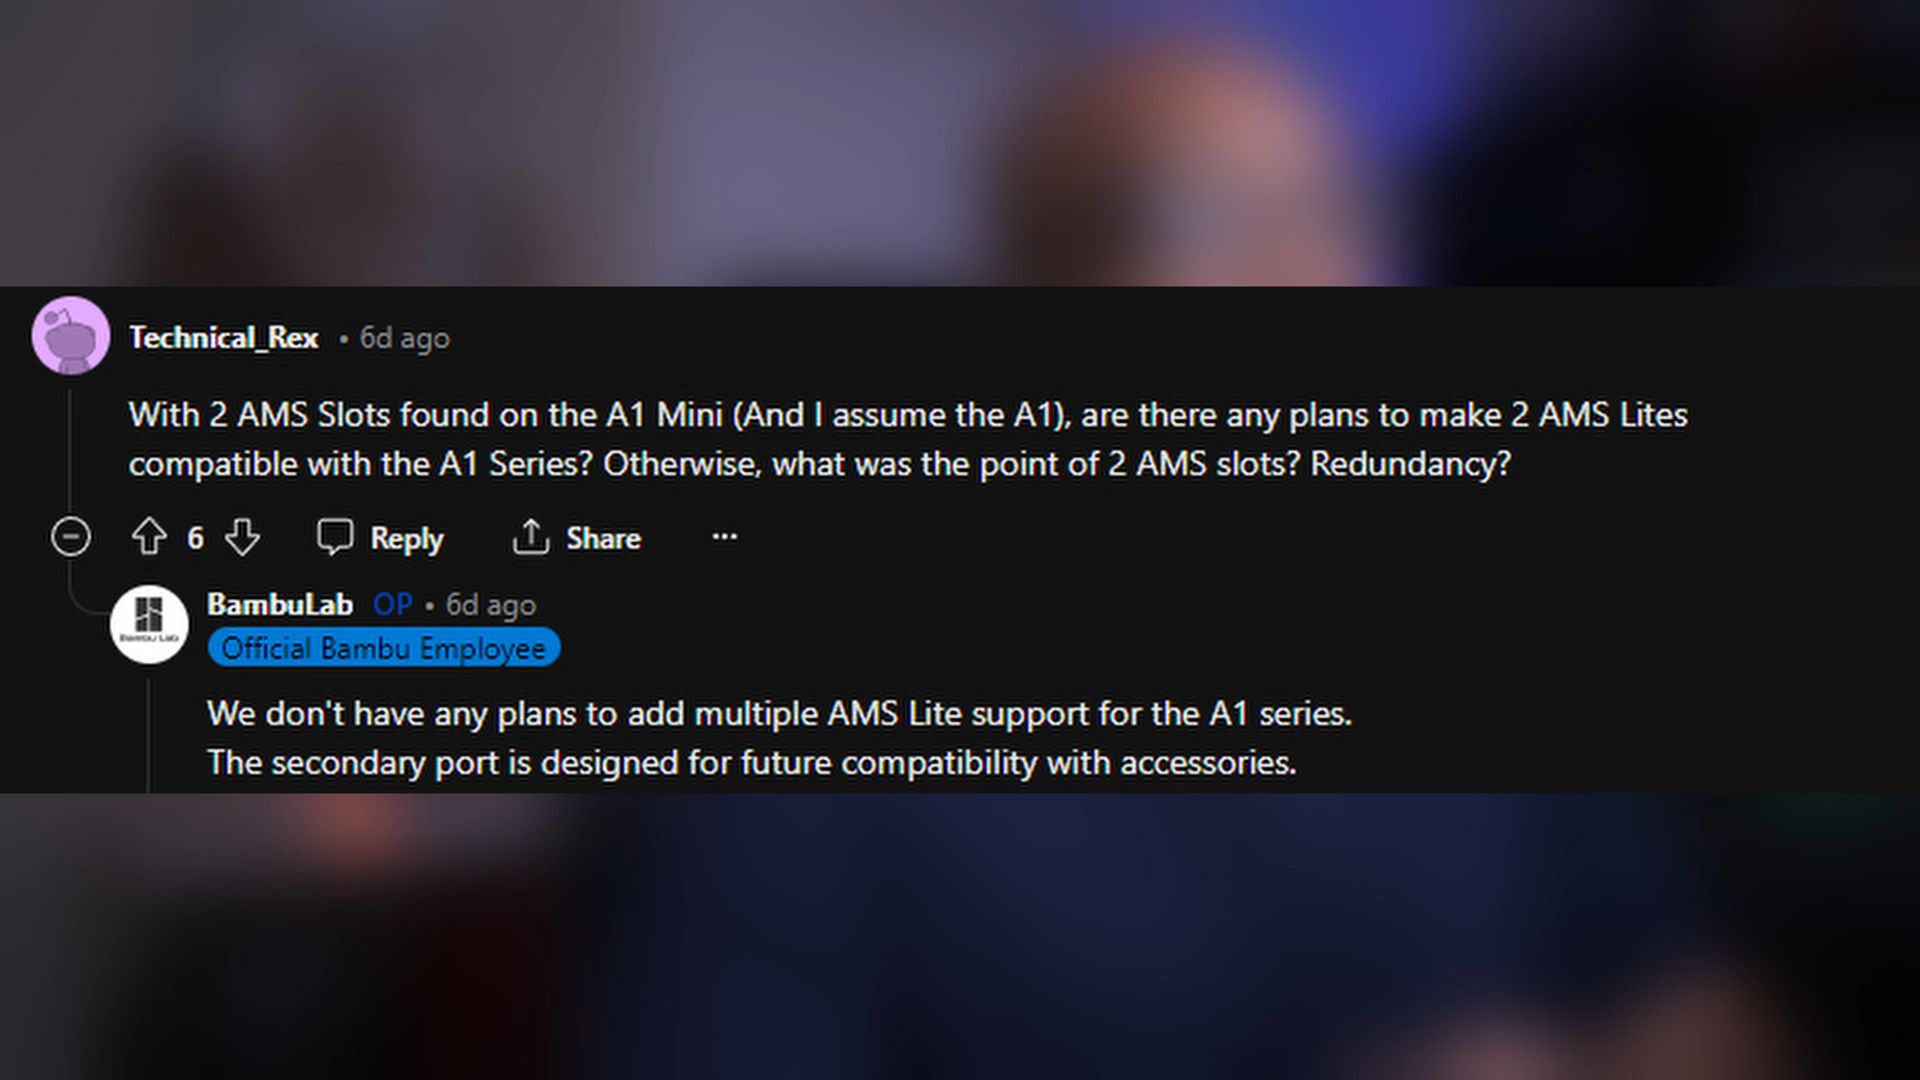 Technical_Rex • 6d ago
With 2 AMS Slots found on the A1 Mini (And I assume the A1), are there any plans to make 2 AMS Lites
compatible with the A1 Series? Otherwise, what was the point of 2 AMS slots? Redundancy?
6 Reply Share ···
Bambu Lab
BambuLab OP • 6d ago
Official Bambu Employee
We don't have any plans to add multiple AMS Lite support for the A1 series.
The secondary port is designed for future compatibility with accessories.